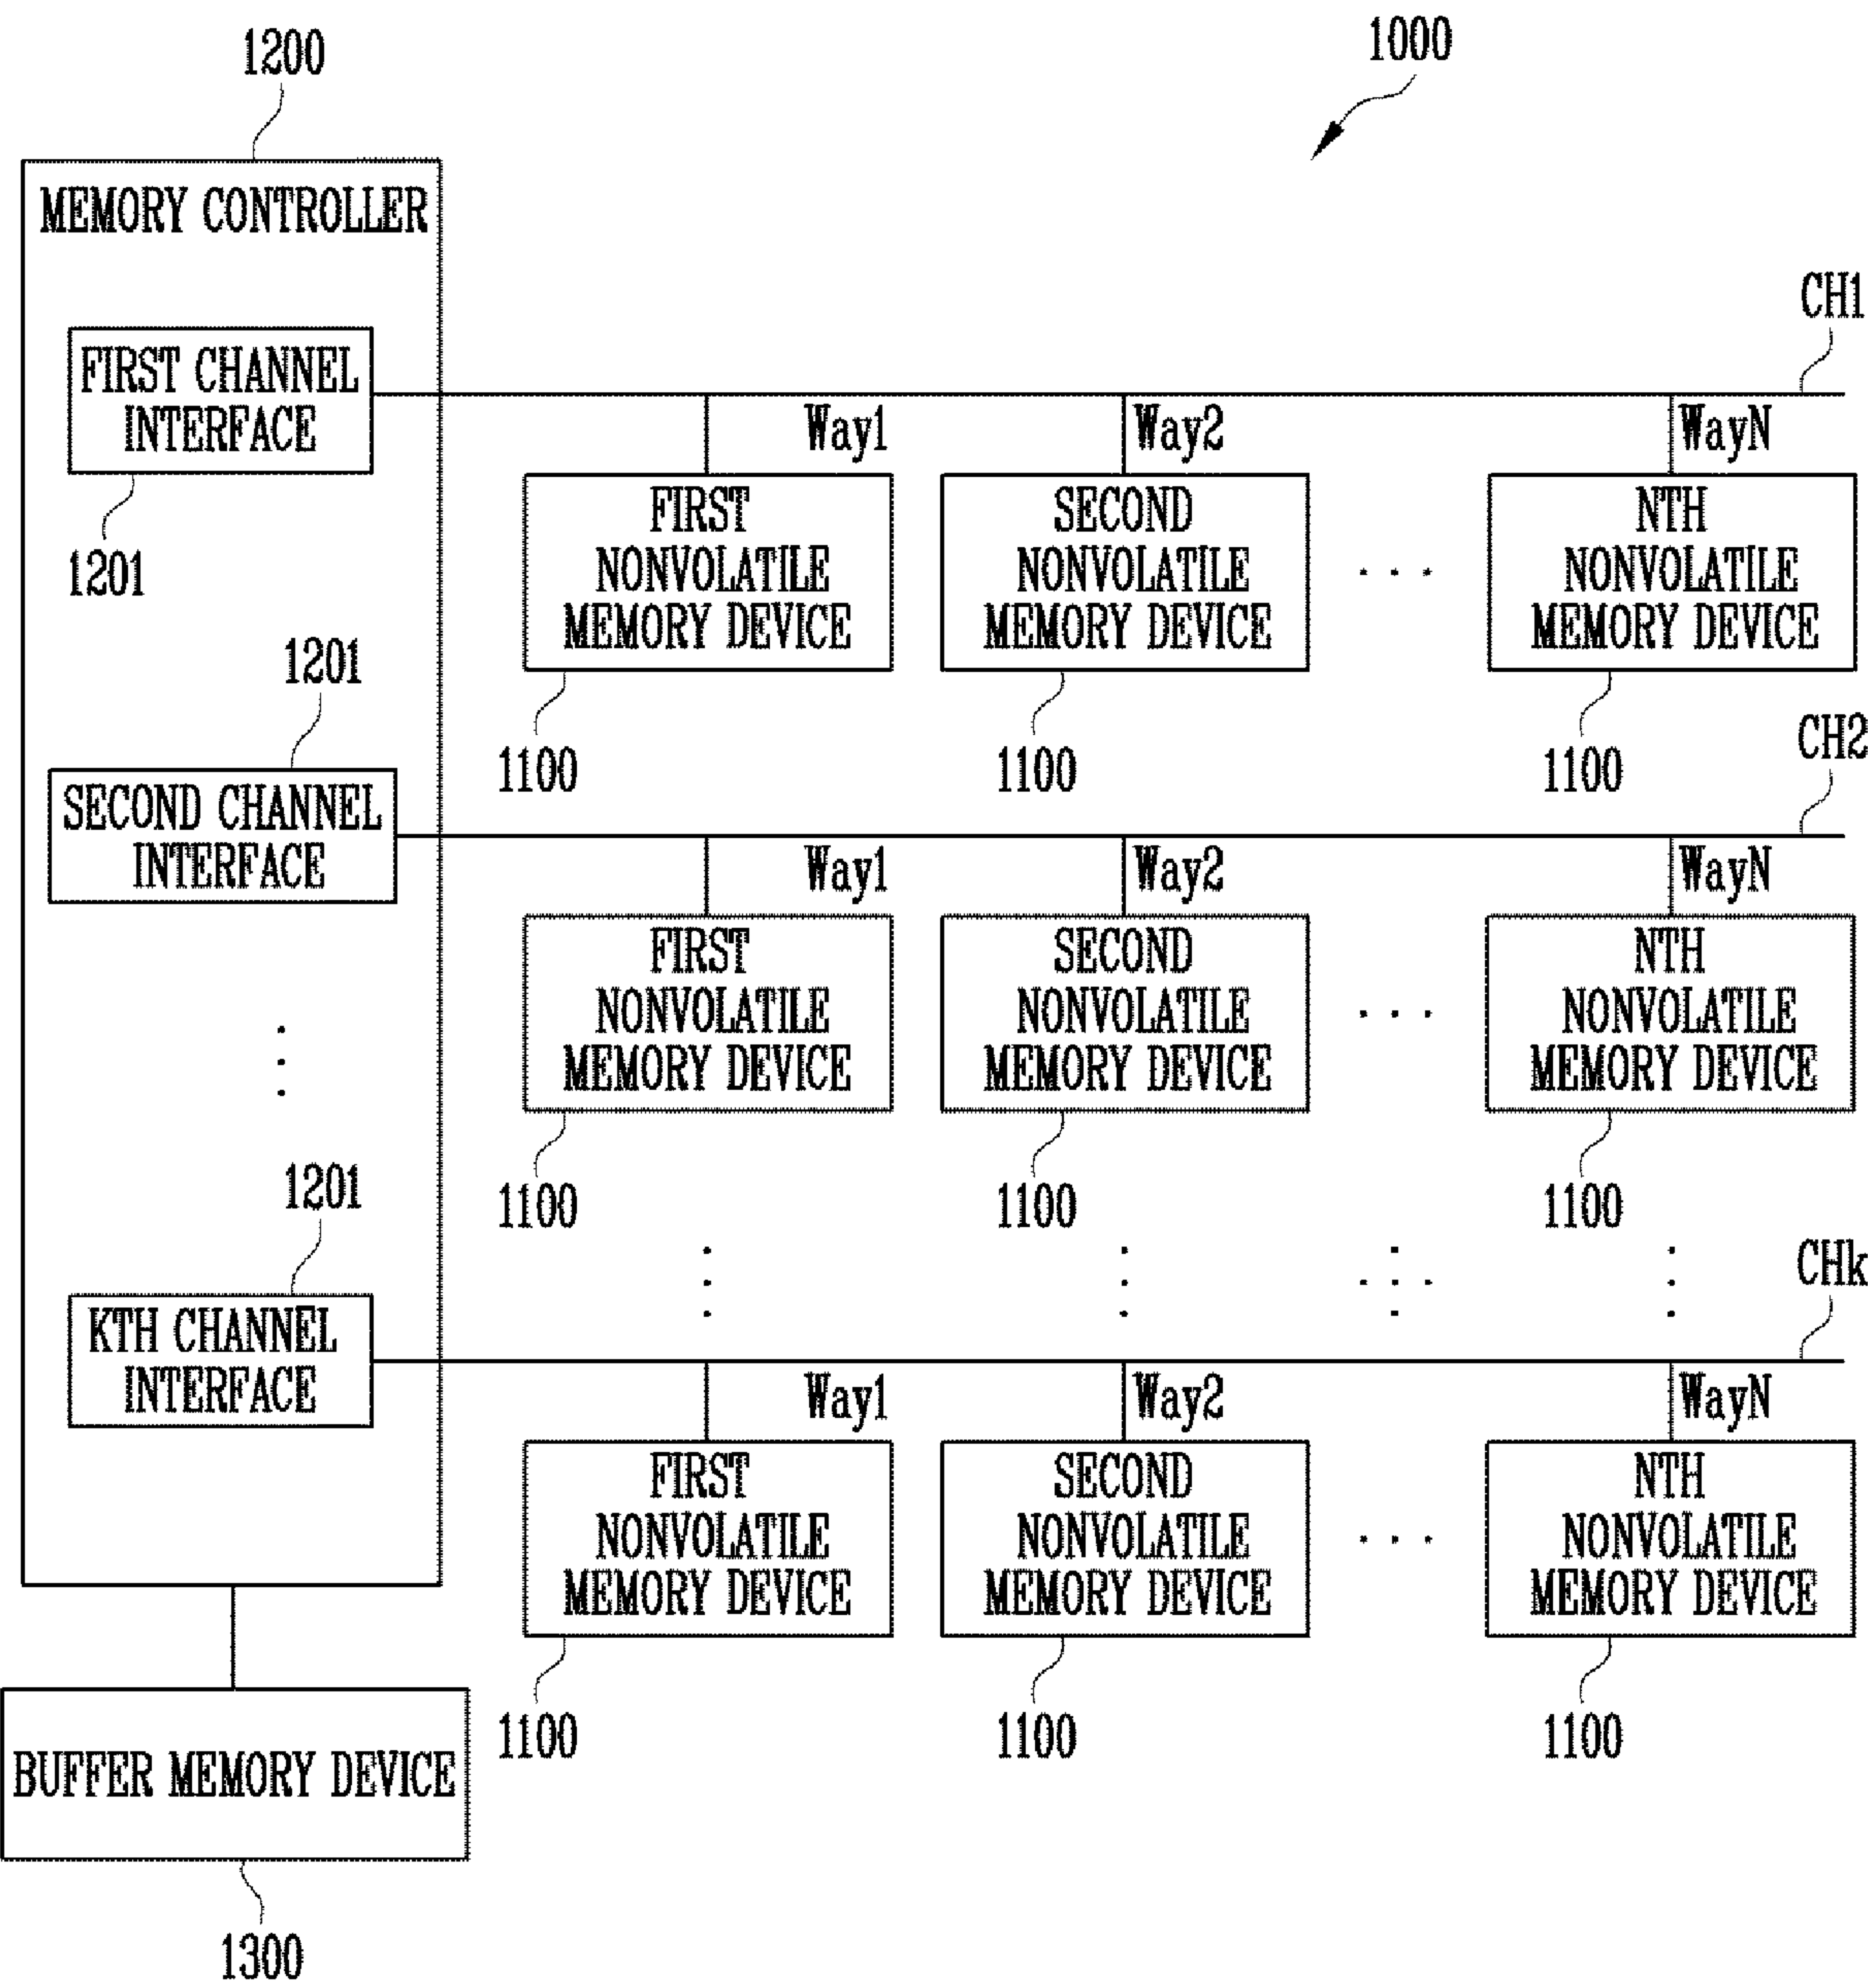 1200
1000
MEMORY CONTROLLER
CH1
FIRST CHANNEL
INTERFACE
1201
Way1
Way2
WayN
FIRST
NONVOLATILE
MEMORY DEVICE
SECOND
NONVOLATILE
MEMORY DEVICE
. . .
NTH
NONVOLATILE
MEMORY DEVICE
1100
1100
1100
1201
CH2
SECOND CHANNEL
INTERFACE
Way1
Way2
WayN
FIRST
NONVOLATILE
MEMORY DEVICE
SECOND
NONVOLATILE
MEMORY DEVICE
. . .
NTH
NONVOLATILE
MEMORY DEVICE
1100
1100
1100
1201
CHk
KTH CHANNEL
INTERFACE
Way1
Way2
WayN
FIRST
NONVOLATILE
MEMORY DEVICE
SECOND
NONVOLATILE
MEMORY DEVICE
. . .
NTH
NONVOLATILE
MEMORY DEVICE
1100
1100
1100
BUFFER MEMORY DEVICE
1300